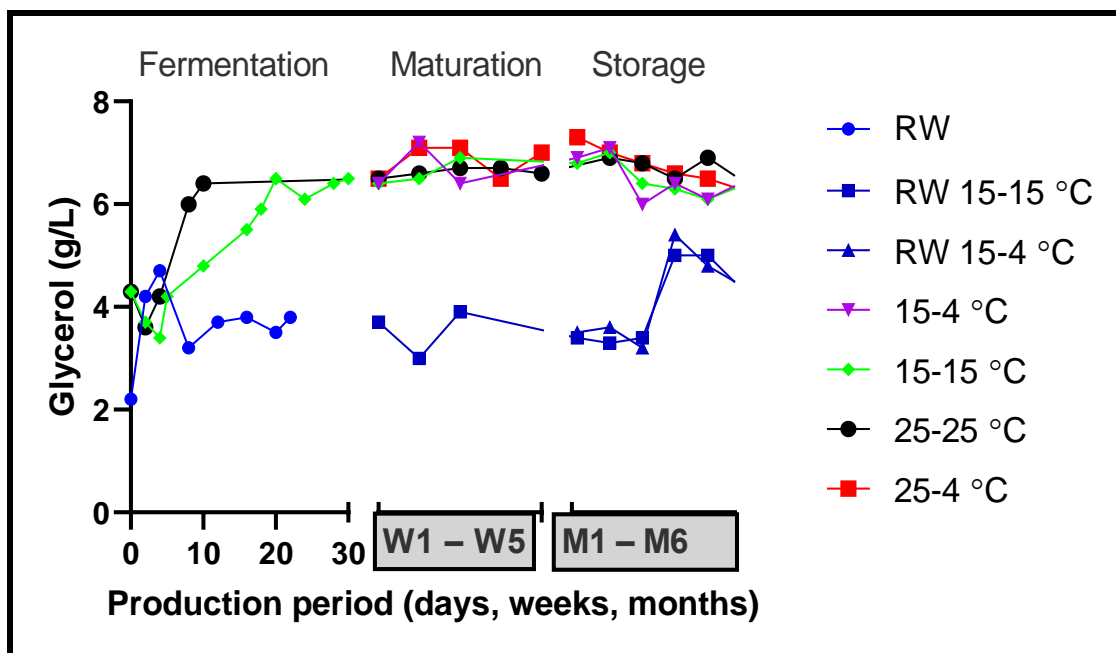 Fermentation Maturation Storage
8
6
4
2
0
Glycerol (g/L)
0 10 20 30
W1 – W5
M1 – M6
Production period (days, weeks, months)
RW
RW 15-15 °C
RW 15-4 °C
15-4 °C
15-15 °C
25-25 °C
25-4 °C